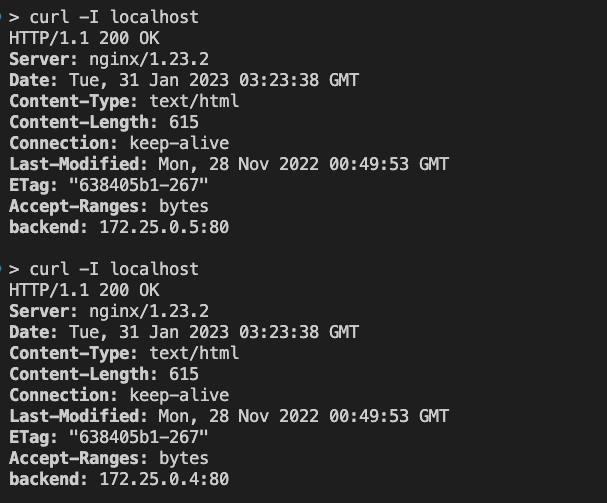 > curl -I localhost
HTTP/1.1 200 OK
Server: nginx/1.23.2
Date: Tue, 31 Jan 2023 03:23:38 GMT
Content-Type: text/html
Content-Length: 615
Connection: keep-alive
Last-Modified: Mon, 28 Nov 2022 00:49:53 GMT
ETag: "638405b1-267"
Accept-Ranges: bytes
backend: 172.25.0.5:80
> curl -I localhost
HTTP/1.1 200 OK
Server: nginx/1.23.2
Date: Tue, 31 Jan 2023 03:23:38 GMT
Content-Type: text/html
Content-Length: 615
Connection: keep-alive
Last-Modified: Mon, 28 Nov 2022 00:49:53 GMT
ETag: "638405b1-267"
Accept-Ranges: bytes
backend: 172.25.0.4:80